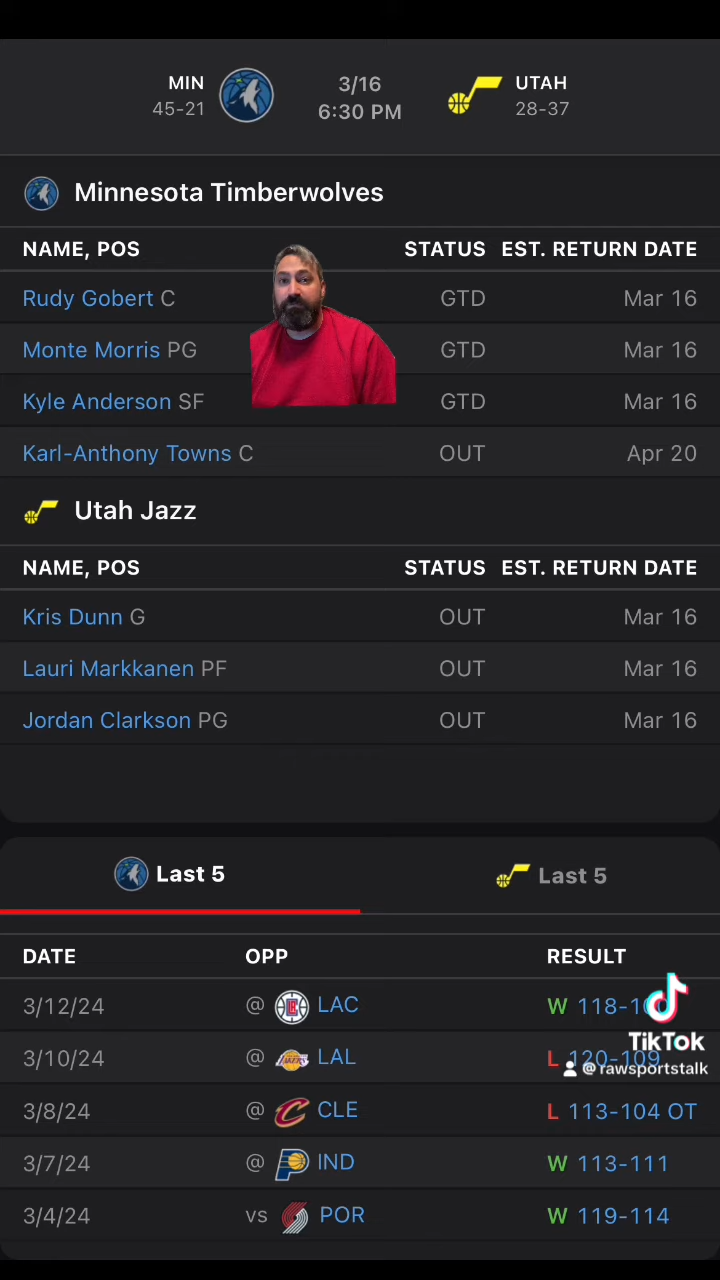 MIN 3/16 UTAH
45-21 6:30 PM 28-37
Minnesota Timberwolves
NAME, POS STATUS EST. RETURN DATE
Rudy Gobert C GTD Mar 16
Monte Morris PG GTD Mar 16
Kyle Anderson SF GTD Mar 16
Karl-Anthony Towns C OUT Apr 20
Utah Jazz
NAME, POS STATUS EST. RETURN DATE
Kris Dunn G OUT Mar 16
Lauri Markkanen PF OUT Mar 16
Jordan Clarkson PG OUT Mar 16
Last 5 Last 5
DATE OPP RESULT
3/12/24 @ LAC W
3/10/24 @ LAL L 120-109
3/8/24 @ CLE L 113-104 OT
3/7/24 @ IND W 113-111
3/4/24 vs POR W 119-114
TikTok
@rawsportstalk